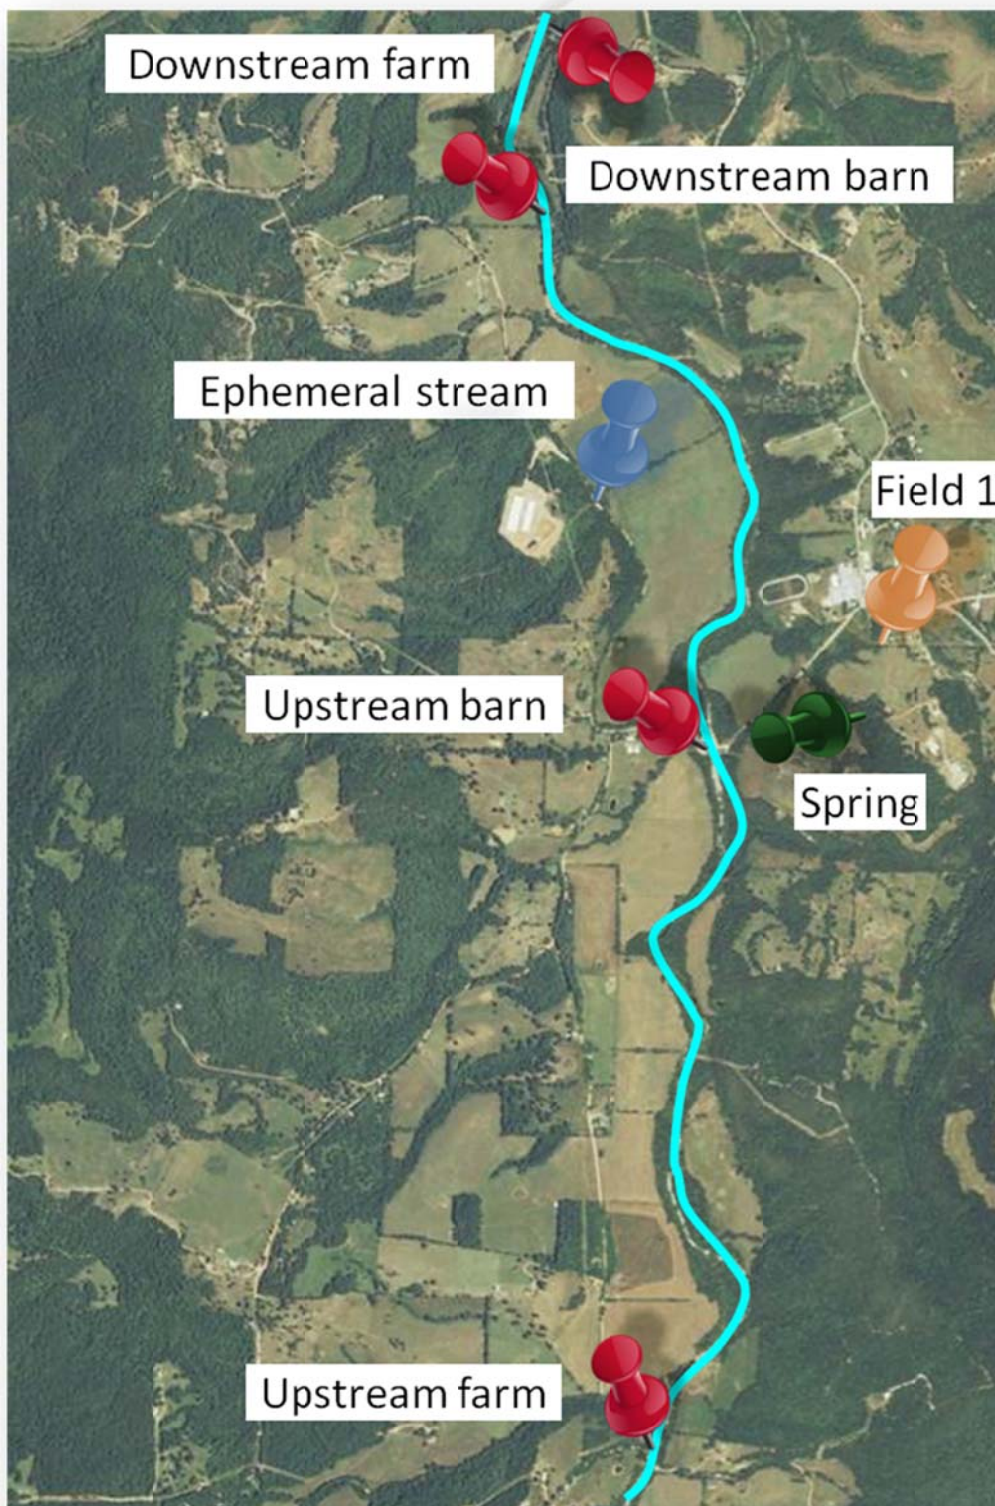 Downstream farm
Downstream barn
Ephemeral stream
Field 1
Upstream barn
Spring
Upstream farm